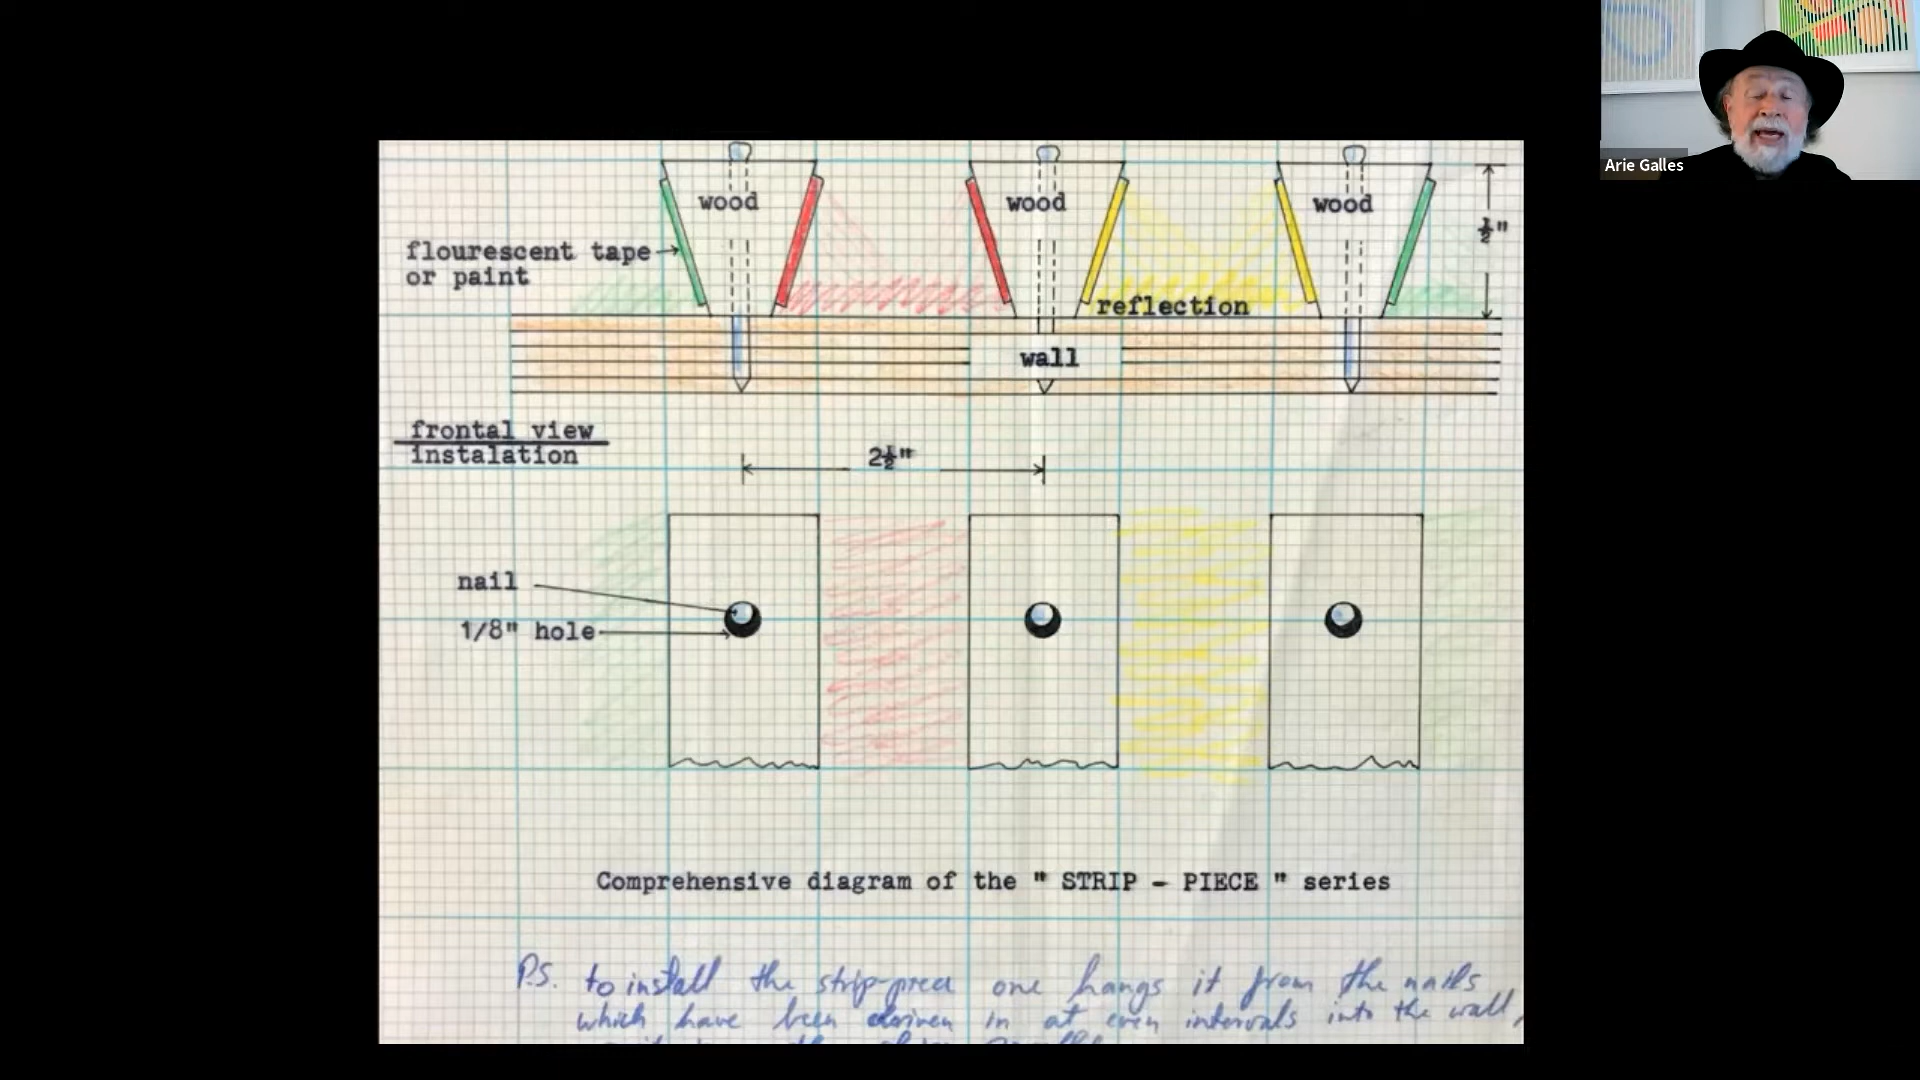 Arie Galles
wood wood wood
flourescent tape
or paint
½"
reflection
wall
frontal view
instalation
2½"
nail
1/8" hole
Comprehensive diagram of the " STRIP - PIECE " series
P.S. to install the strip-piece one hangs it from the nails
which have been driven in at even intervals into the wall,